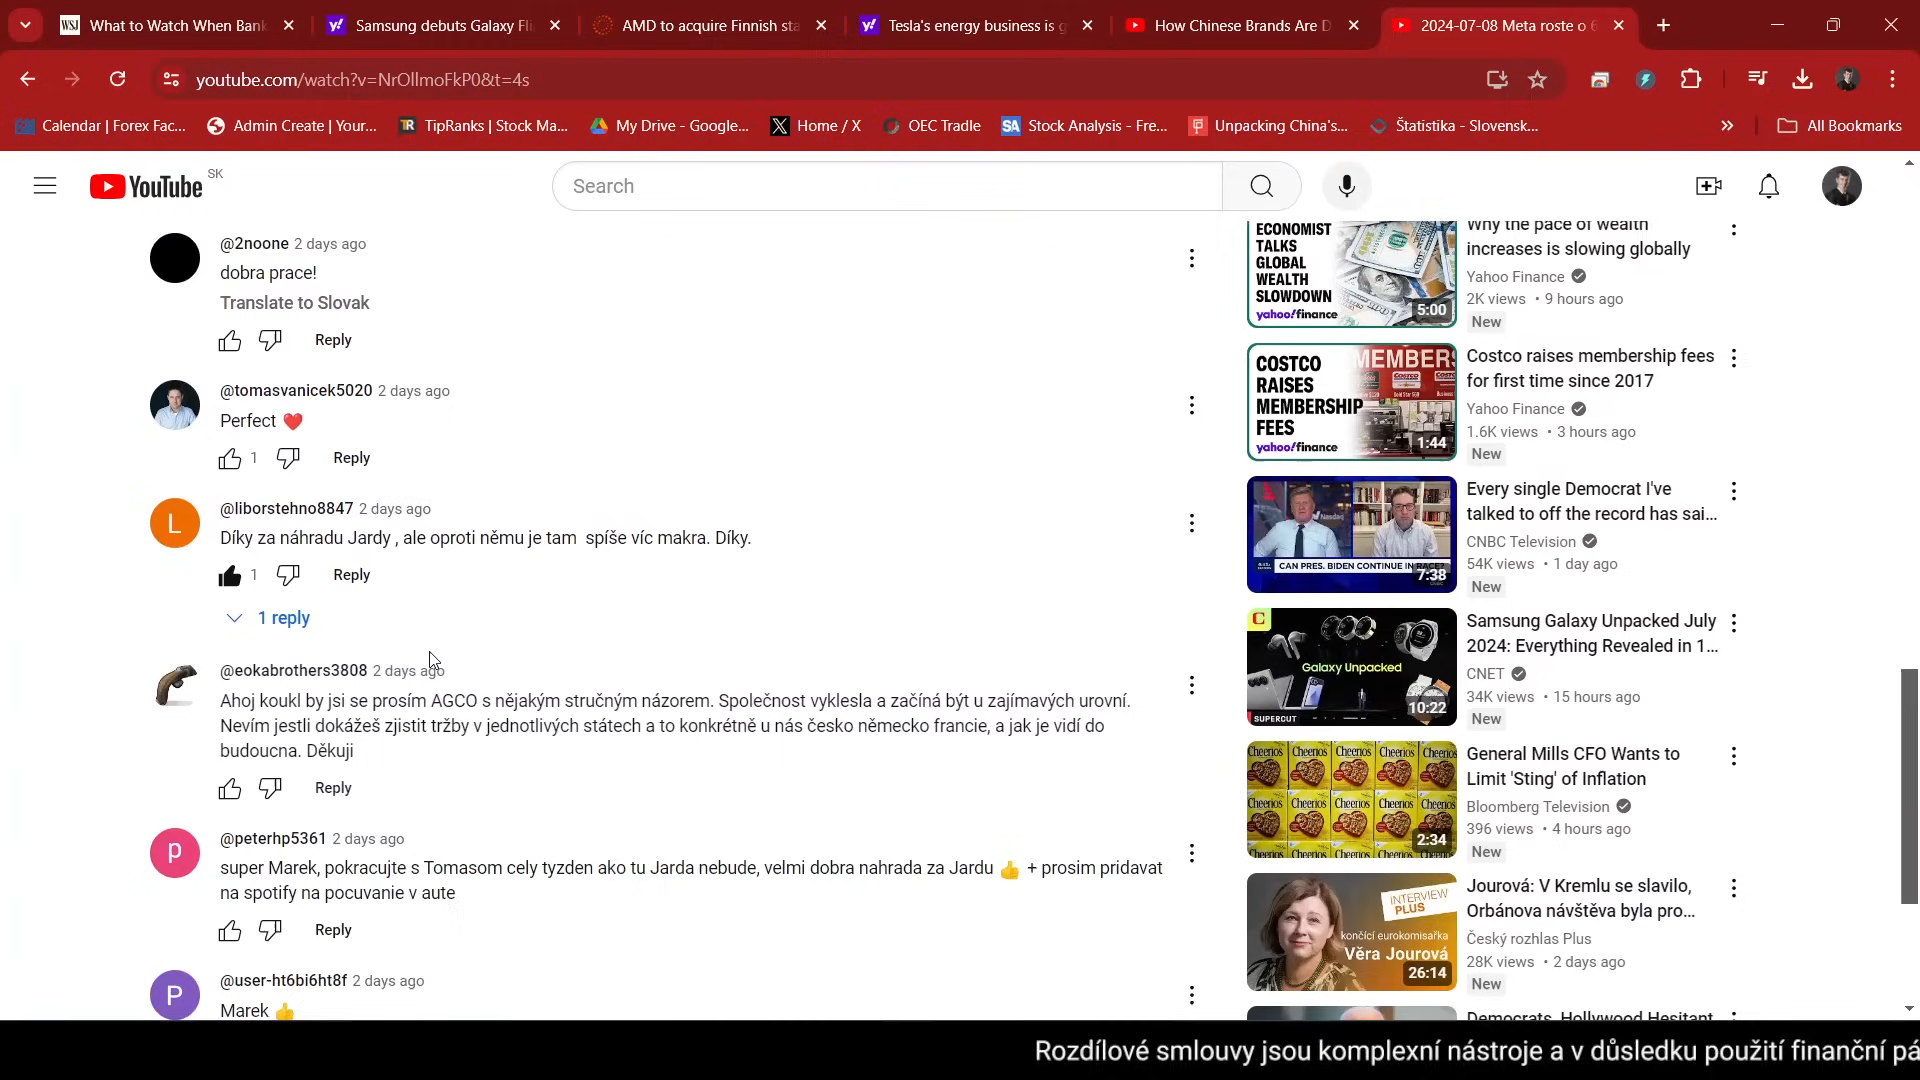 What to Watch When Bank
Samsung debuts Galaxy Fli
AMD to acquire Finnish sta
Tesla's energy business is g
How Chinese Brands Are D
2024-07-08 Meta roste o 6
youtube.com/watch?v=NrOllmoFkP0&t=4s
Calendar | Forex Fac...
Admin Create | Your...
TipRanks | Stock Ma...
My Drive - Google...
Home / X
OEC Tradle
Stock Analysis - Fre...
Unpacking China's...
Štatistika - Slovensk...
All Bookmarks
YouTube SK
Search
@2noone 2 days ago
dobra prace!
Translate to Slovak
Reply
@tomasvanicek5020 2 days ago
Perfect ❤️
1 Reply
@liborstehno8847 2 days ago
Díky za náhradu Jardy , ale oproti němu je tam spíše víc makra. Díky.
1 Reply
1 reply
@eokabrothers3808 2 days ago
Ahoj koukl by jsi se prosím AGCO s nějakým stručným názorem. Společnost vyklesla a začíná být u zajímavých urovní.
Nevím jestli dokážeš zjistit tržby v jednotlivých státech a to konkrétně u nás česko německo francie, a jak je vidí do
budoucna. Děkuji
Reply
@peterhp5361 2 days ago
super Marek, pokracujte s Tomasom cely tyzden ako tu Jarda nebude, velmi dobra nahrada za Jardu 👍 + prosim pridavat
na spotify na pocuvanie v aute
Reply
@user-ht6bi6ht8f 2 days ago
Marek 👍
ECONOMIST
TALKS
GLOBAL
WEALTH
SLOWDOWN
yahoo!finance
5:00
Why the pace of wealth
increases is slowing globally
Yahoo Finance
2K views • 9 hours ago
New
COSTCO
RAISES
MEMBERSHIP
FEES
yahoo!finance
MEMBERS
1:44
Costco raises membership fees
for first time since 2017
Yahoo Finance
1.6K views • 3 hours ago
New
CAN PRES. BIDEN CONTINUE IN RACE?
7:38
Every single Democrat I've
talked to off the record has sai...
CNBC Television
54K views • 1 day ago
New
Galaxy Unpacked
SUPERCUT
10:22
Samsung Galaxy Unpacked July
2024: Everything Revealed in 1...
CNET
34K views • 15 hours ago
New
Cheerios Cheerios Cheerios Cheerios
2:34
General Mills CFO Wants to
Limit 'Sting' of Inflation
Bloomberg Television
396 views • 4 hours ago
New
INTERVIEW
PLUS
končící eurokomisařka
Věra Jourová
26:14
Jourová: V Kremlu se slavilo,
Orbánova návštěva byla pro...
Český rozhlas Plus
28K views • 2 days ago
New
Democrats, Hollywood Hesitant
Rozdílové smlouvy jsou komplexní nástroje a v důsledku použití finanční pá